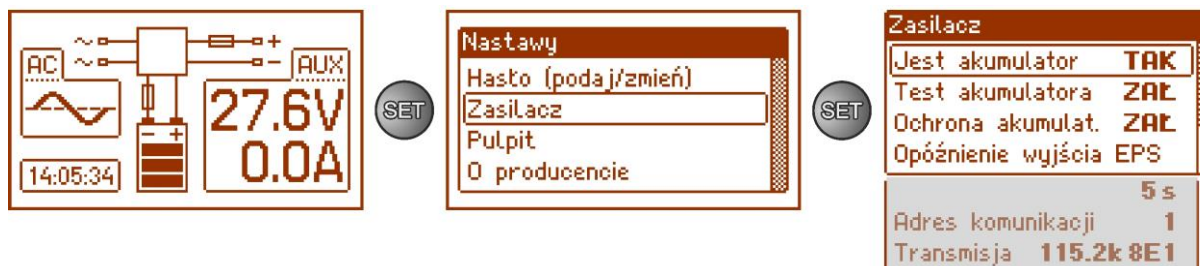 AC
AUX
27.6V
0.0A
14:05:34
SET
Nastawy
Hasło (podaj/zmień)
Zasilacz
Pulpit
O producencie
SET
Zasilacz
Jest akumulator TAK
Test akumulatora ZAŁ
Ochrona akumulat. ZAŁ
Opóźnienie wyjścia EPS
5 s
Adres komunikacji 1
Transmisja 115.2k 8E1